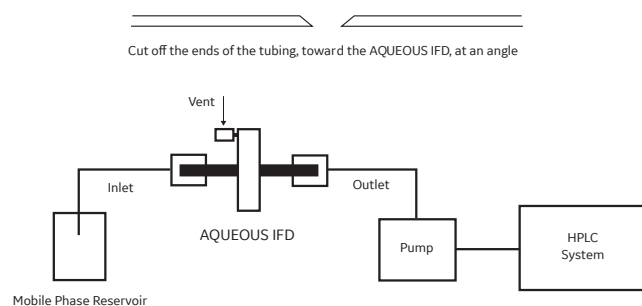 Cut off the ends of the tubing, toward the AQUEOUS IFD, at an angle
Vent
Inlet
Outlet
AQUEOUS IFD
Pump
HPLC
System
Mobile Phase Reservoir